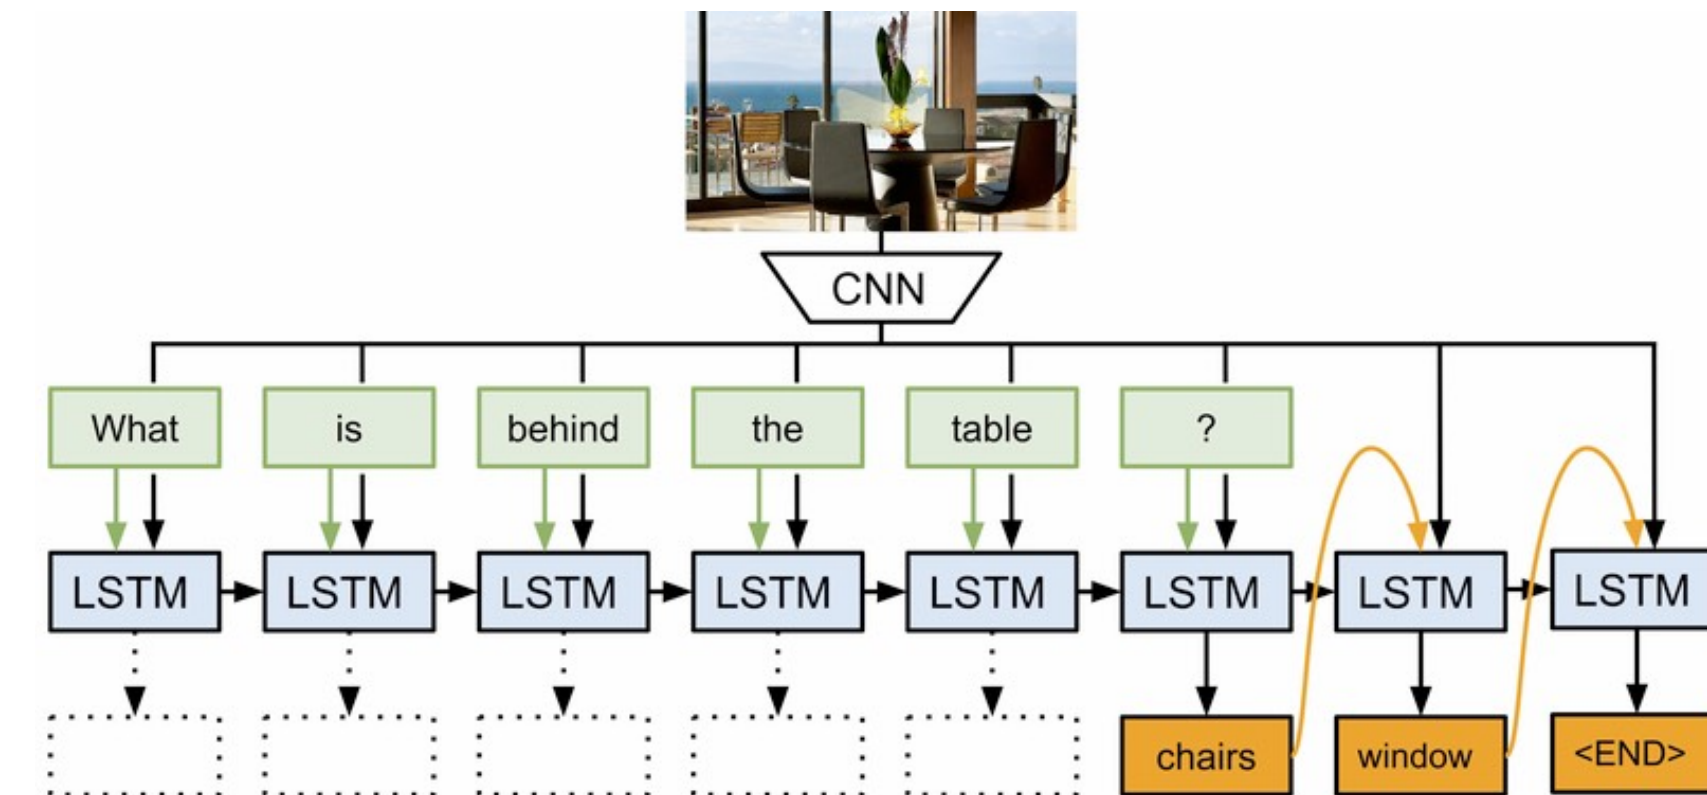 CNN
What is behind the table ?
LSTM LSTM LSTM LSTM LSTM LSTM LSTM LSTM
chairs window <END>